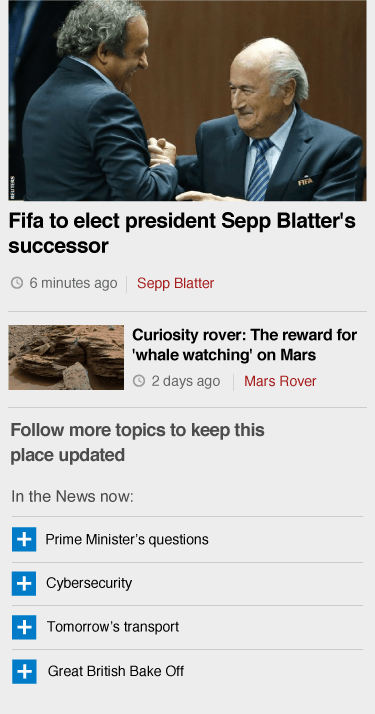 REUTERS
FIFA
Fifa to elect president Sepp Blatter's
successor
6 minutes ago
Sepp Blatter
Curiosity rover: The reward for
'whale watching' on Mars
2 days ago
Mars Rover
Follow more topics to keep this
place updated
In the News now:
Prime Minister’s questions
Cybersecurity
Tomorrow’s transport
Great British Bake Off